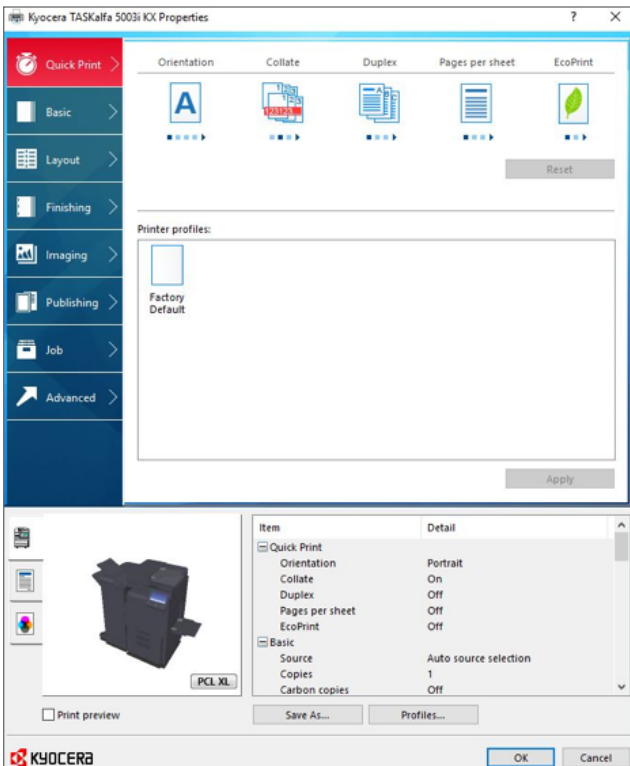 Kyocera TASKalfa 5003i KX Properties ? ×
Quick Print
Basic
Layout
Finishing
Imaging
Publishing
Job
Advanced
Orientation Collate Duplex Pages per sheet EcoPrint
A 123 123 123123 A B C
Reset
Printer profiles:
Factory
Default
Apply
Item Detail
Quick Print
Orientation Portrait
Collate On
Duplex Off
Pages per sheet Off
EcoPrint Off
Basic
Source Auto source selection
Copies 1
Carbon copies Off
PCL XL
Print preview
Save As... Profiles...
KYOCERA
OK Cancel